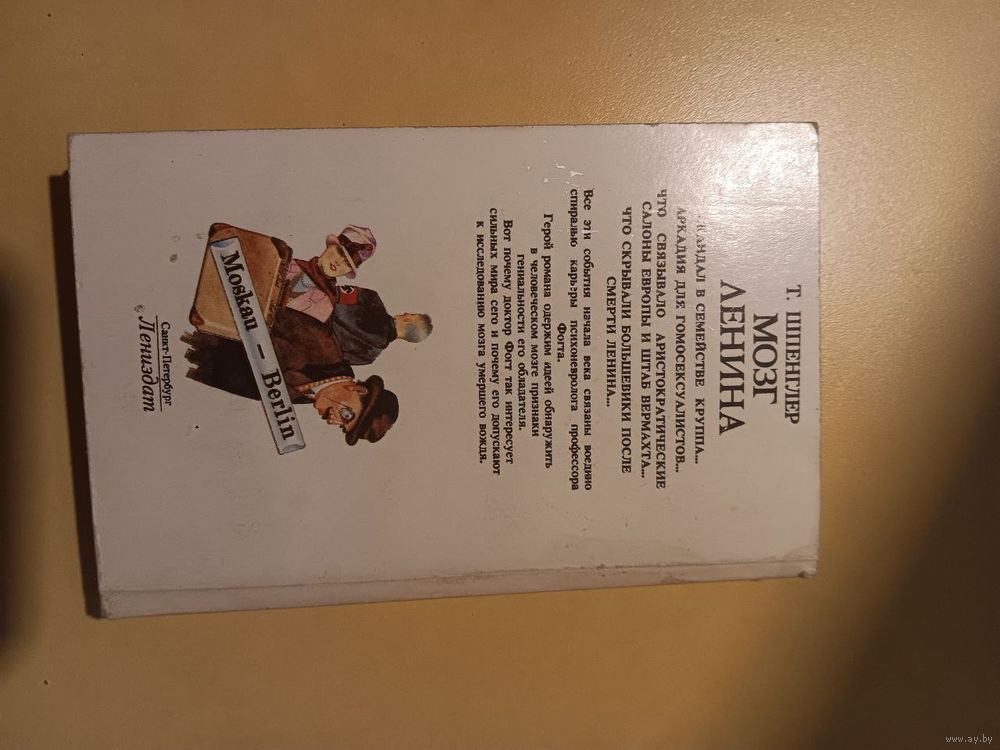 Т. ШПЕНГЛЕР
МОЗГ
ЛЕНИНА
СКАНДАЛ В СЕМЕЙСТВЕ КРУППА...
АРКАДИЯ ДЛЯ ГОМОСЕКСУАЛИСТОВ...
ЧТО СВЯЗЫВАЛО АРИСТОКРАТИЧЕСКИЕ
САЛОНЫ ЕВРОПЫ И ШТАБ ВЕРМАХТА...
ЧТО СКРЫВАЛИ БОЛЬШЕВИКИ ПОСЛЕ
СМЕРТИ ЛЕНИНА...
Все эти события начала века связаны воедино
спиралью карьеры психоневролога профессора
Фогта.
Герой романа одержим идеей обнаружить
в человеческом мозге признаки
гениальности его обладателя.
Вот почему доктор Фогт так интересует
сильных мира сего и почему его допускают
к исследованию мозга умершего вождя.
Moskau – Berlin
Санкт-Петербург
Лениздат
www.ay.by